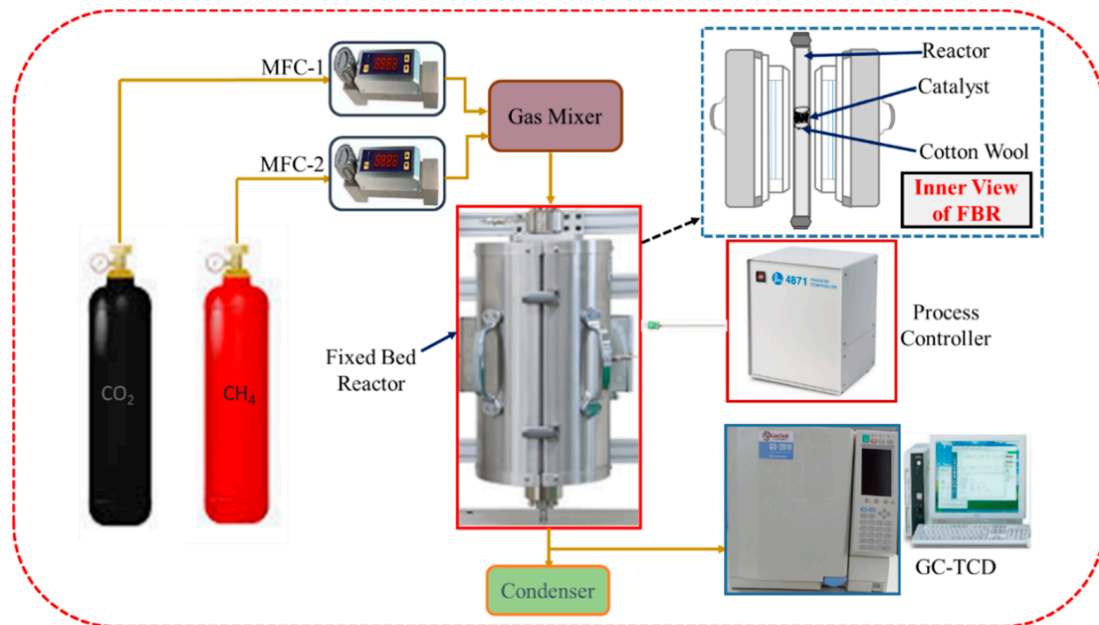 MFC-1
MFC-2
Gas Mixer
Reactor
Catalyst
Cotton Wool
Inner View
of FBR
CO₂
CH₄
Fixed Bed
Reactor
4871
Process
Controller
GC-TCD
Condenser